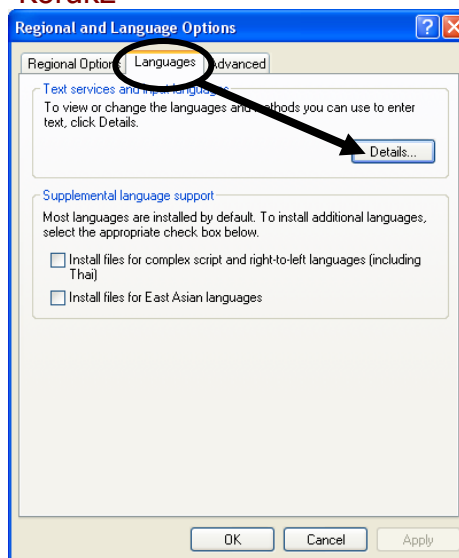 Regional and Language Options
Regional Options Languages Advanced
Text services and input languages
To view or change the languages and methods you can use to enter
text, click Details.
Details...
Supplemental language support
Most languages are installed by default. To install additional languages,
select the appropriate check box below.
Install files for complex script and right-to-left languages (including
Thai)
Install files for East Asian languages
OK Cancel Apply